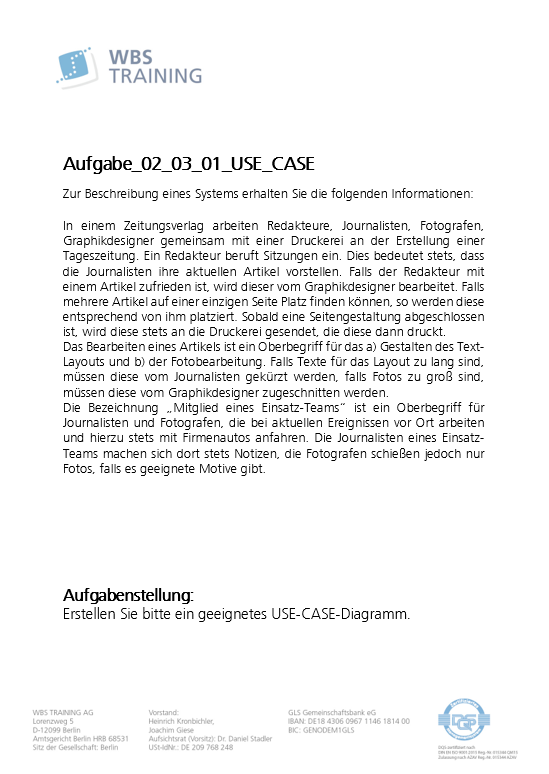 WBS
TRAINING
Aufgabe_02_03_01_USE_CASE
Zur Beschreibung eines Systems erhalten Sie die folgenden Informationen:
In einem Zeitungsverlag arbeiten Redakteure, Journalisten, Fotografen,
Graphikdesigner gemeinsam mit einer Druckerei an der Erstellung einer
Tageszeitung. Ein Redakteur beruft Sitzungen ein. Dies bedeutet stets, dass
die Journalisten ihre aktuellen Artikel vorstellen. Falls der Redakteur mit
einem Artikel zufrieden ist, wird dieser vom Graphikdesigner bearbeitet. Falls
mehrere Artikel auf einer einzigen Seite Platz finden können, so werden diese
entsprechend von ihm platziert. Sobald eine Seitengestaltung abgeschlossen
ist, wird diese stets an die Druckerei gesendet, die diese dann druckt.
Das Bearbeiten eines Artikels ist ein Oberbegriff für das a) Gestalten des Text-
Layouts und b) der Fotobearbeitung. Falls Texte für das Layout zu lang sind,
müssen diese vom Journalisten gekürzt werden, falls Fotos zu groß sind,
müssen diese vom Graphikdesigner zugeschnitten werden.
Die Bezeichnung „Mitglied eines Einsatz-Teams“ ist ein Oberbegriff für
Journalisten und Fotografen, die bei aktuellen Ereignissen vor Ort arbeiten
und hierzu stets mit Firmenautos anfahren. Die Journalisten eines Einsatz-
Teams machen sich dort stets Notizen, die Fotografen schießen jedoch nur
Fotos, falls es geeignete Motive gibt.
Aufgabenstellung:
Erstellen Sie bitte ein geeignetes USE-CASE-Diagramm.
WBS TRAINING AG
Lorenzweg 5
D-12099 Berlin
Amtsgericht Berlin HRB 68531
Sitz der Gesellschaft: Berlin
Vorstand:
Heinrich Kronbichler,
Joachim Giese
Aufsichtsrat (Vorsitz): Dr. Daniel Stadler
USt-IdNr.: DE 209 768 248
GLS Gemeinschaftsbank eG
IBAN: DE18 4306 0967 1146 1814 00
BIC: GENODEM1GLS